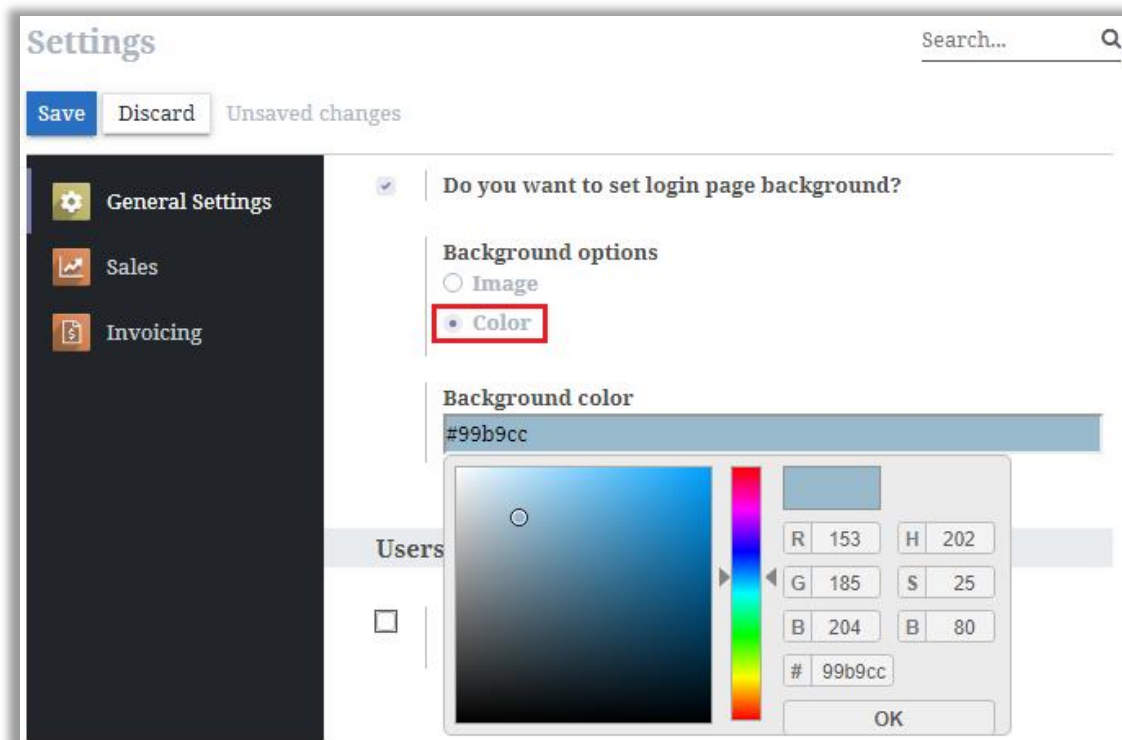 Settings
Search...
Save Discard Unsaved changes
General Settings
Sales
Invoicing
Do you want to set login page background?
Background options
Image
Color
Background color
#99b9cc
R 153 H 202
G 185 S 25
B 204 B 80
# 99b9cc
OK
Users